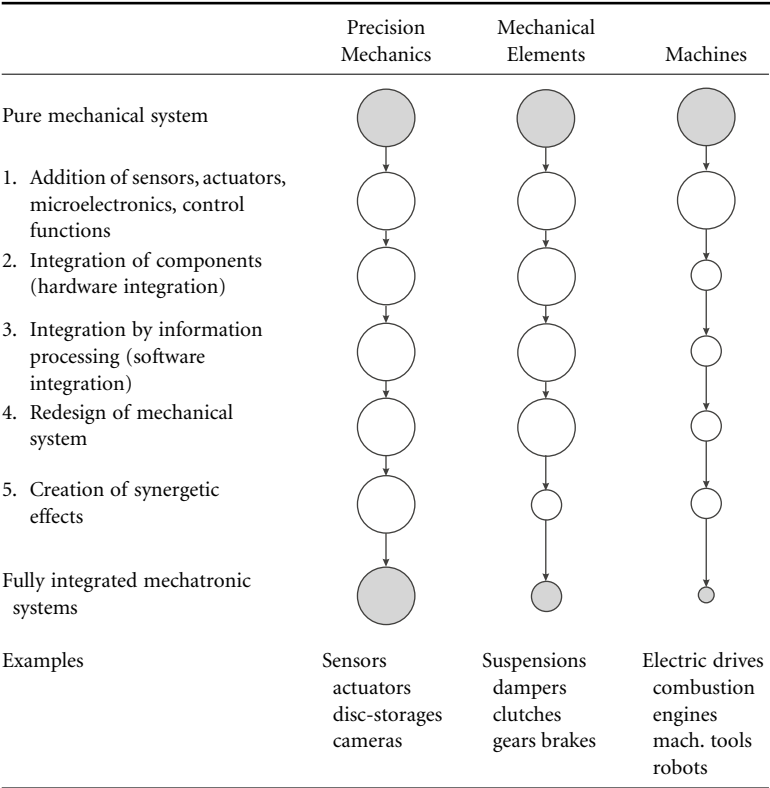 Precision
Mechanics
Mechanical
Elements
Machines
Pure mechanical system
1. Addition of sensors, actuators,
microelectronics, control
functions
2. Integration of components
(hardware integration)
3. Integration by information
processing (software
integration)
4. Redesign of mechanical
system
5. Creation of synergetic
effects
Fully integrated mechatronic
systems
Examples
Sensors
actuators
disc-storages
cameras
Suspensions
dampers
clutches
gears brakes
Electric drives
combustion
engines
mach. tools
robots